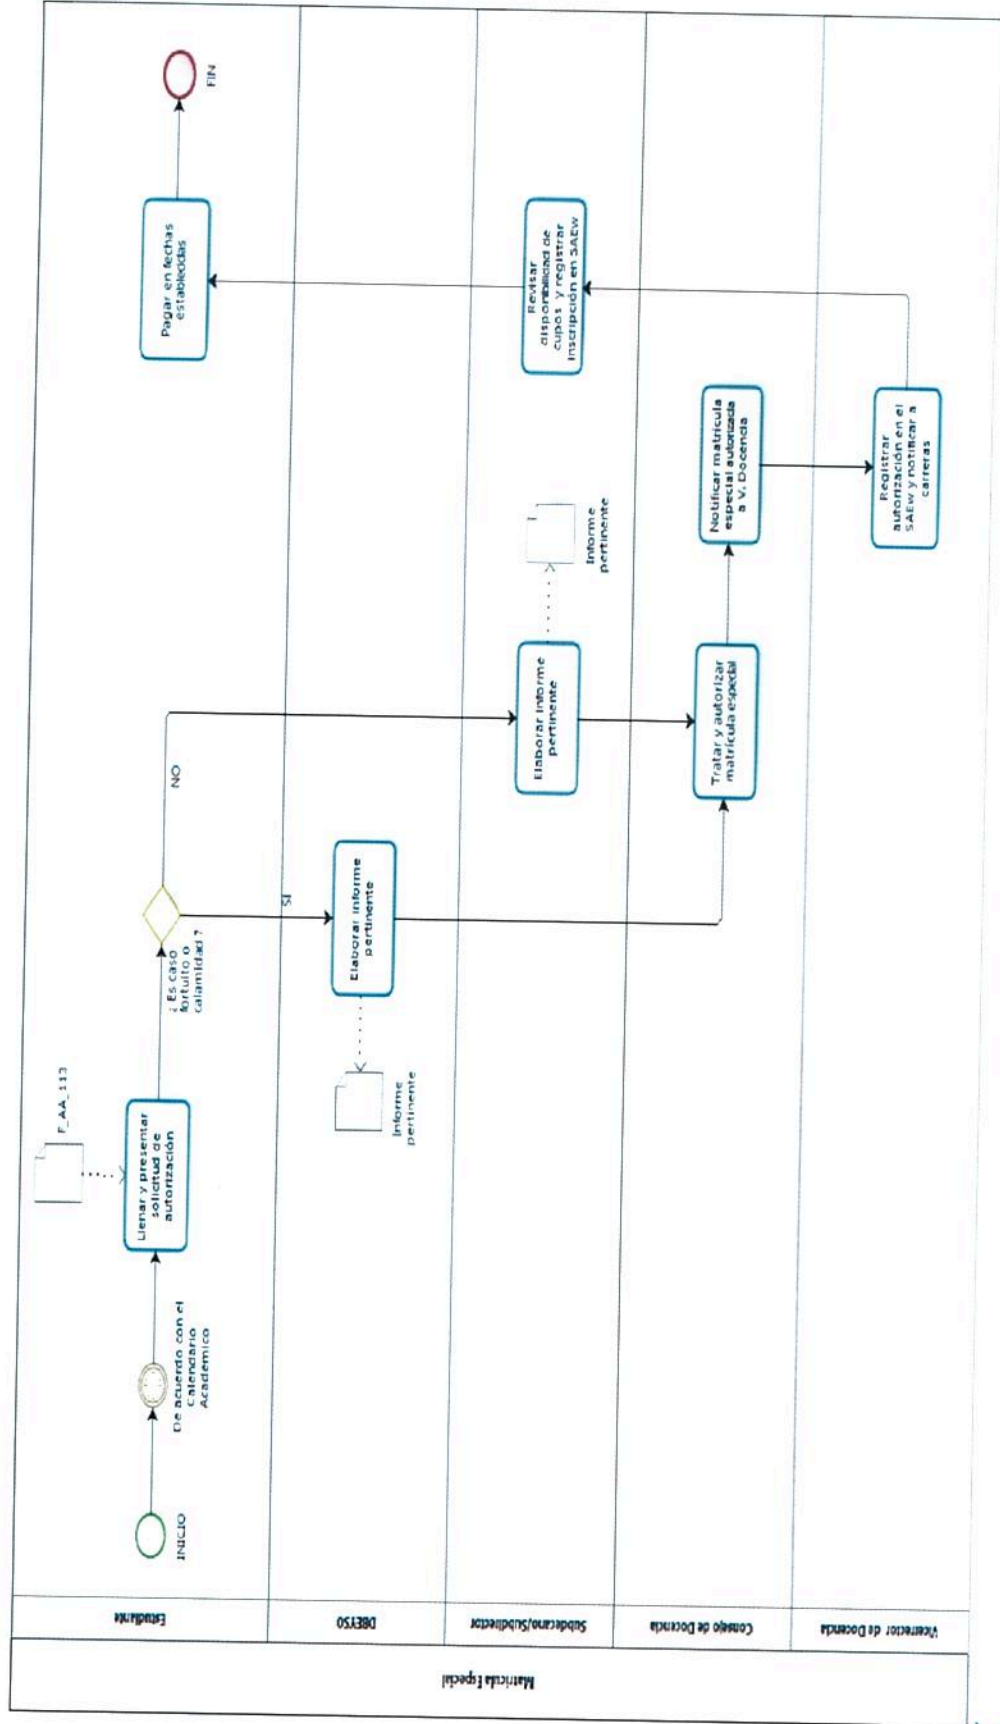 Matrícula Especial
Estudiante
INICIO
De acuerdo con el
Calendario
Académico
F_AA_113
Llenar y presentar
solicitud de
autorización
¿ Es caso
fortuito o
calamidad ?
NO
SI
Pagar en fechas
establecidas
FIN
DBEYSO
Informe
pertinente
Elaborar informe
pertinente
Subdecano/Subdirector
Elaborar informe
pertinente
Informe
pertinente
Revisar
disponibilidad de
cupos y registrar
inscripción en SAEw
Consejo de Docencia
Tratar y autorizar
matrícula especial
Notificar matrícula
especial autorizada
a V. Docencia
Vicerrector de Docencia
Registrar
autorización en el
SAEw y notificar a
carreras